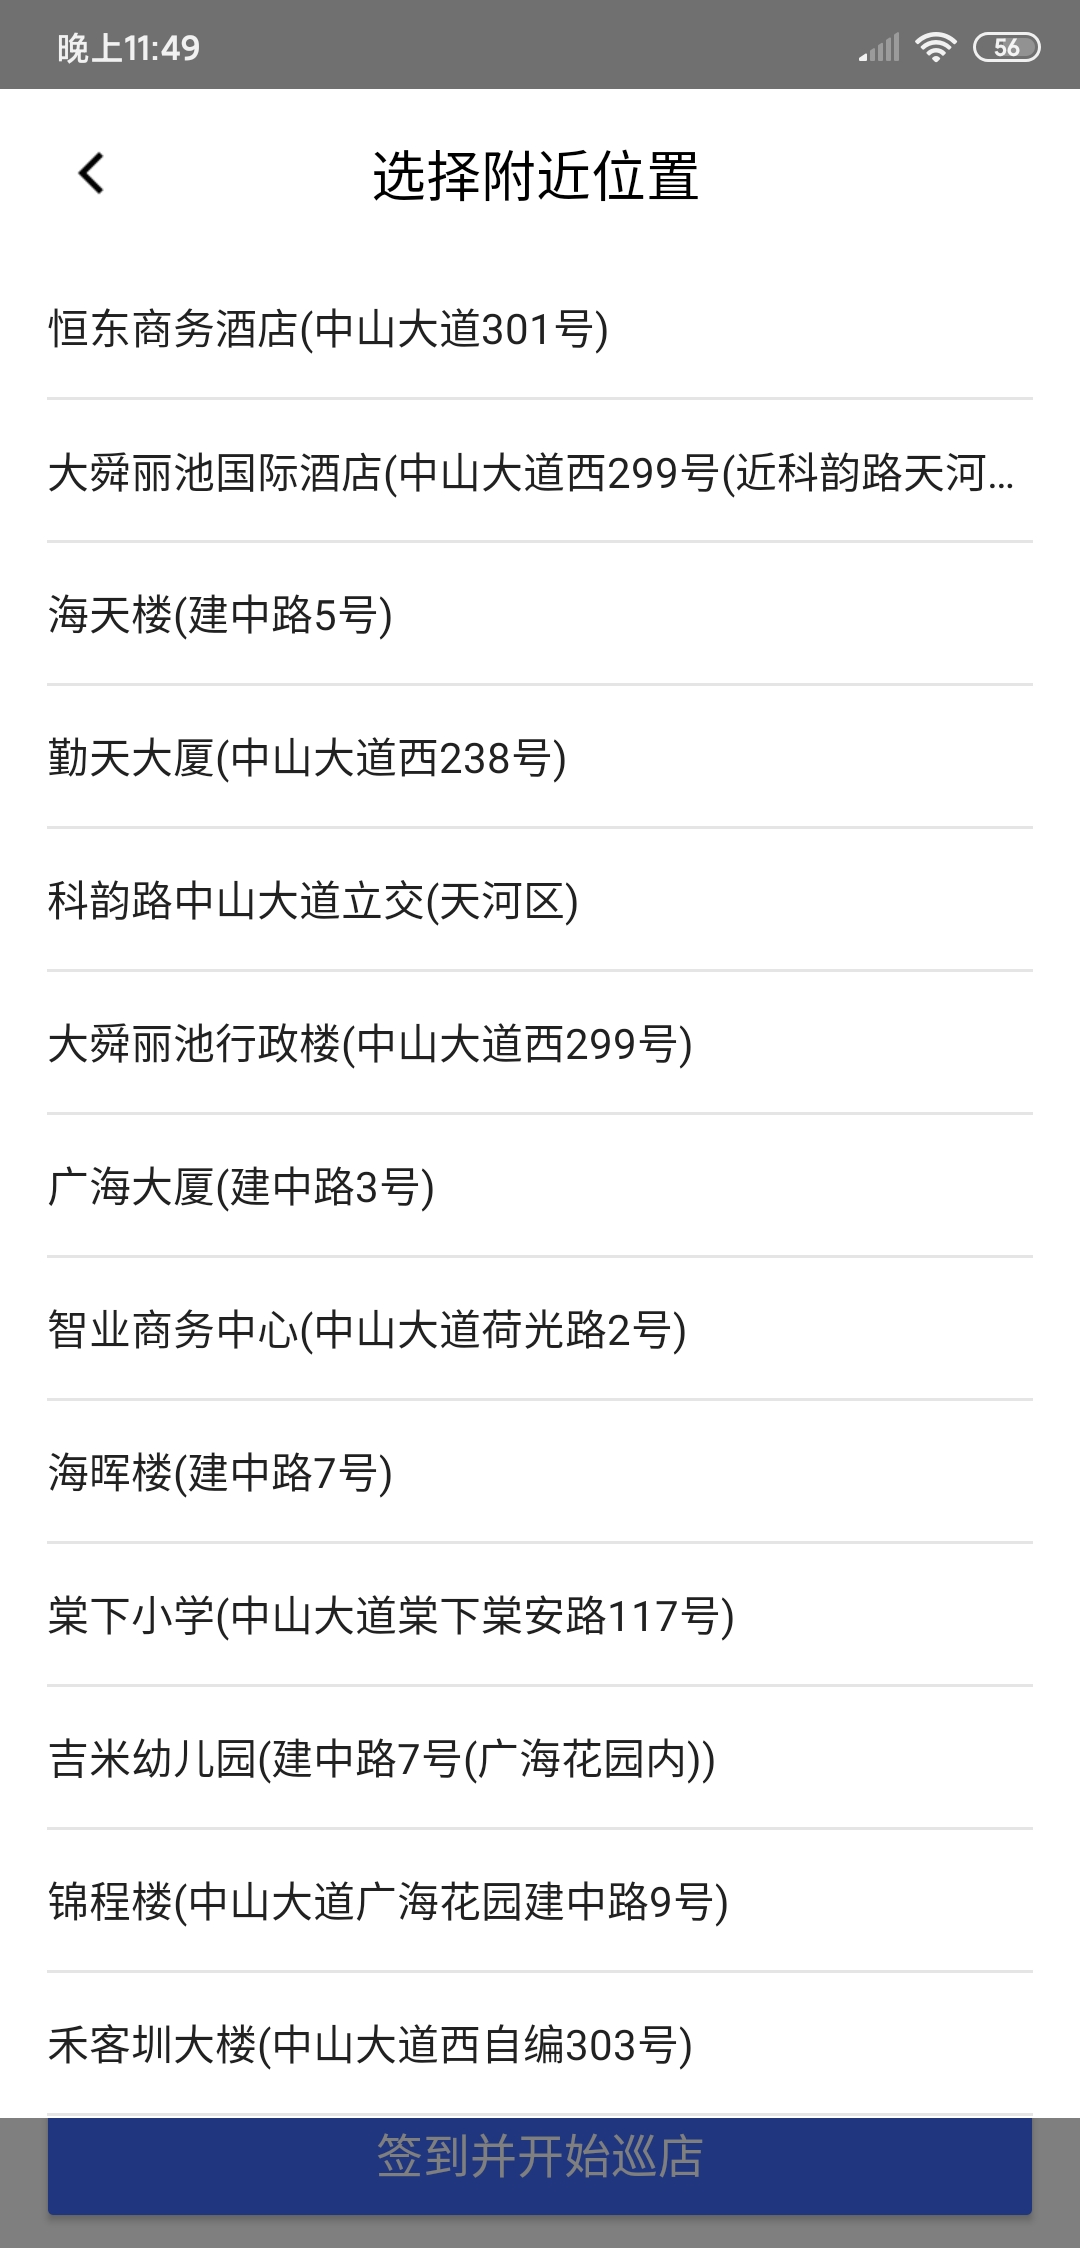 晚上11:49
56
选择附近位置
恒东商务酒店(中山大道301号)
大舜丽池国际酒店(中山大道西299号(近科韵路天河...
海天楼(建中路5号)
勤天大厦(中山大道西238号)
科韵路中山大道立交(天河区)
大舜丽池行政楼(中山大道西299号)
广海大厦(建中路3号)
智业商务中心(中山大道荷光路2号)
海晖楼(建中路7号)
棠下小学(中山大道棠下棠安路117号)
吉米幼儿园(建中路7号(广海花园内))
锦程楼(中山大道广海花园建中路9号)
禾客圳大楼(中山大道西自编303号)
签到并开始巡店